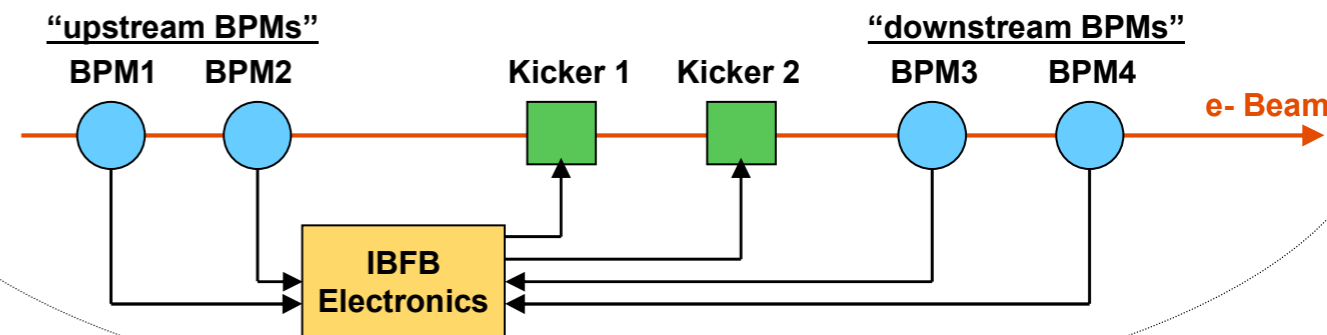 “upstream BPMs”
“downstream BPMs”
BPM1
BPM2
Kicker 1
Kicker 2
BPM3
BPM4
e- Beam
IBFB
Electronics